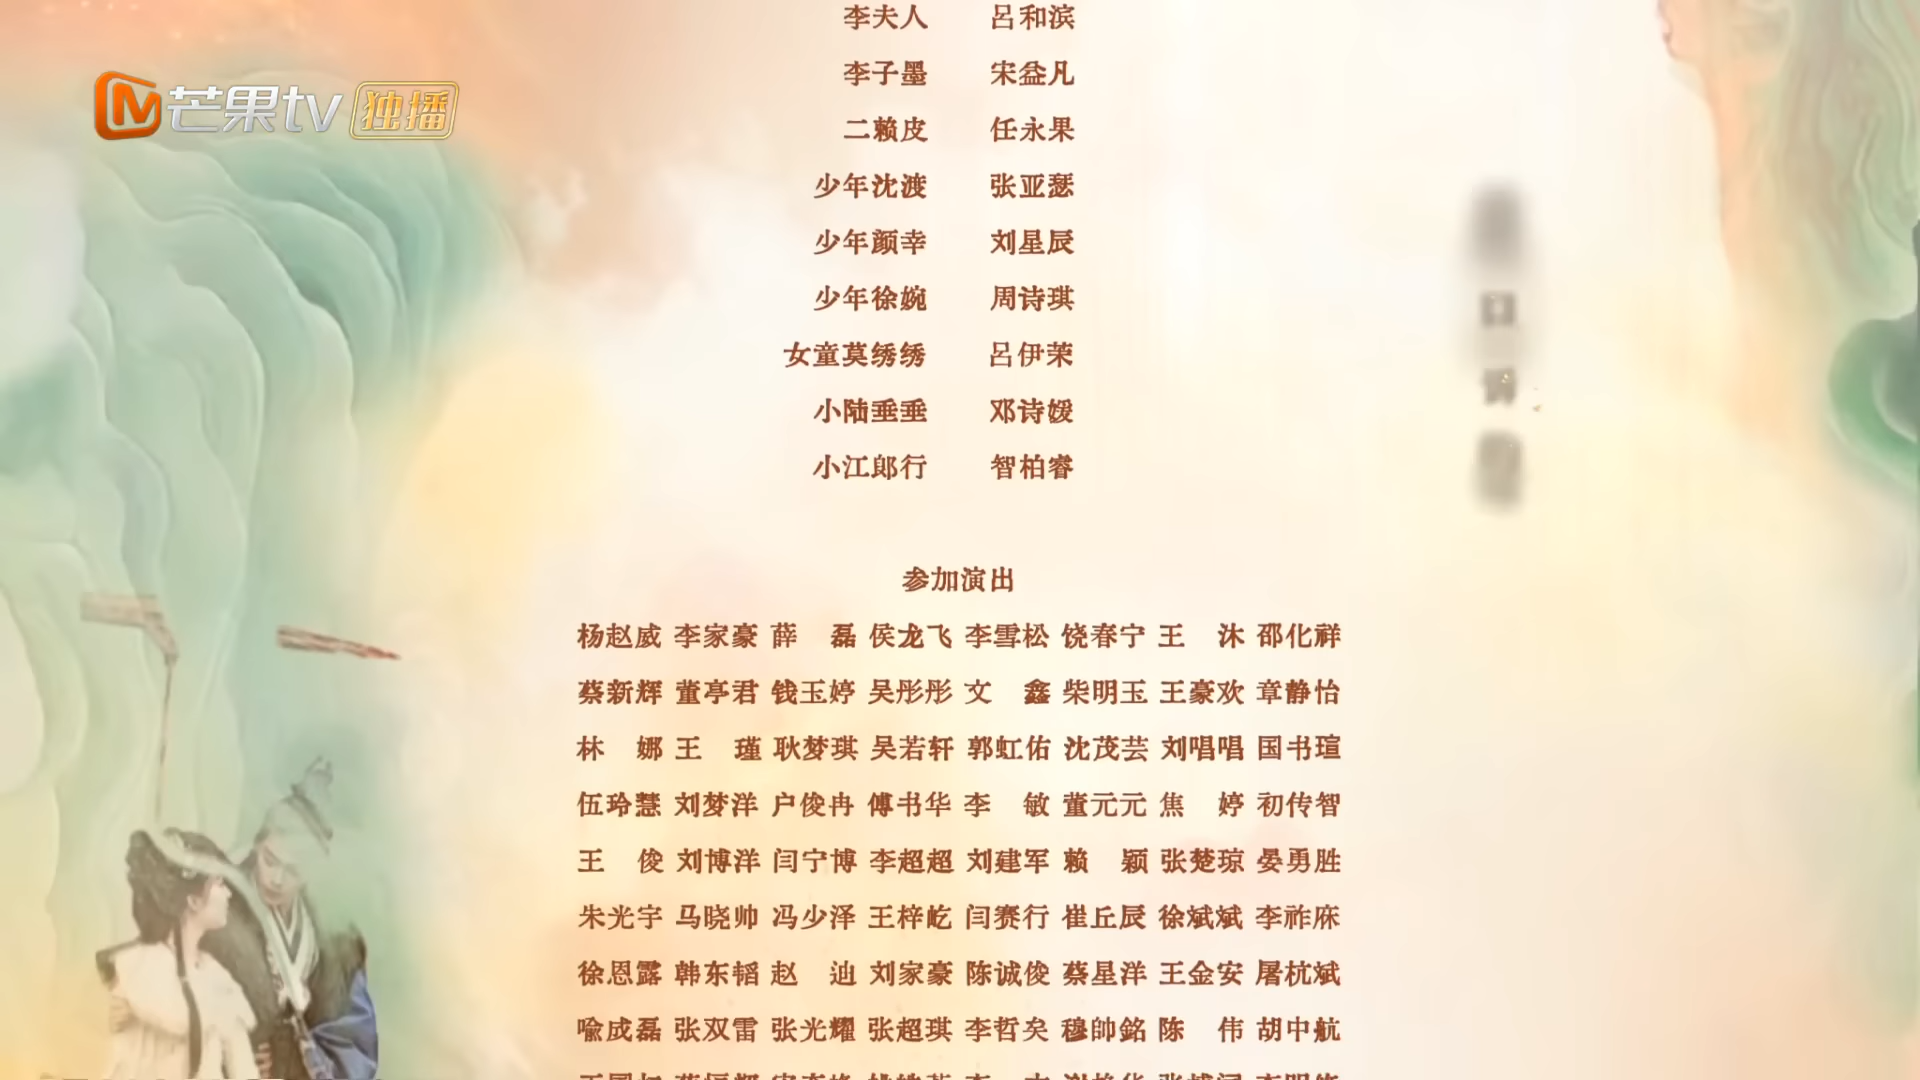 李夫人 吕和滨
芒果tv 独播
李子墨 宋益凡
二赖皮 任永果
少年沈渡 张亚瑟
少年颜幸 刘星辰
少年徐婉 周诗琪
女童莫绣绣 吕伊茉
小陆垂垂 邓诗媛
小江郎行 智柏睿
参加演出
杨赵威 李家豪 薛 磊 侯龙飞 李雪松 饶春宁 王 沐 邵化祥
蔡新辉 董亭君 钱玉婷 吴彤彤 文 鑫 柴明玉 王豪欢 章静怡
林 娜 王 瑾 耿梦琪 吴若轩 郭虹佑 沈茂芸 刘唱唱 国书瑄
伍玲慧 刘梦洋 户俊冉 傅书华 李 敏 董元元 焦 婷 初传智
王 俊 刘博洋 闫宁博 李超超 刘建军 赖 颖 张楚琼 晏勇胜
朱光宇 马晓帅 冯少泽 王梓屹 闫赛行 崔丘辰 徐斌斌 李祚庥
徐恩露 韩东韬 赵 辿 刘家豪 陈诚俊 蔡星洋 王金安 屠杭斌
喻成磊 张双雷 张光耀 张超琪 李哲矣 穆帥銘 陈 伟 胡中航